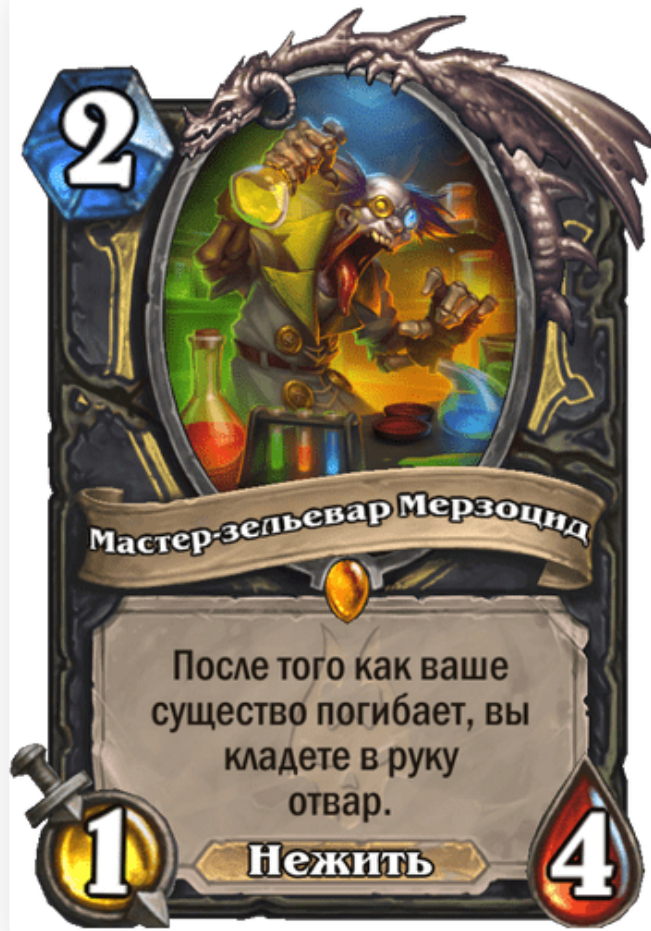 2
Мастер-зельевар Мерзоцид
После того как ваше
существо погибает, вы
кладете в руку
отвар.
1
Нежить
4